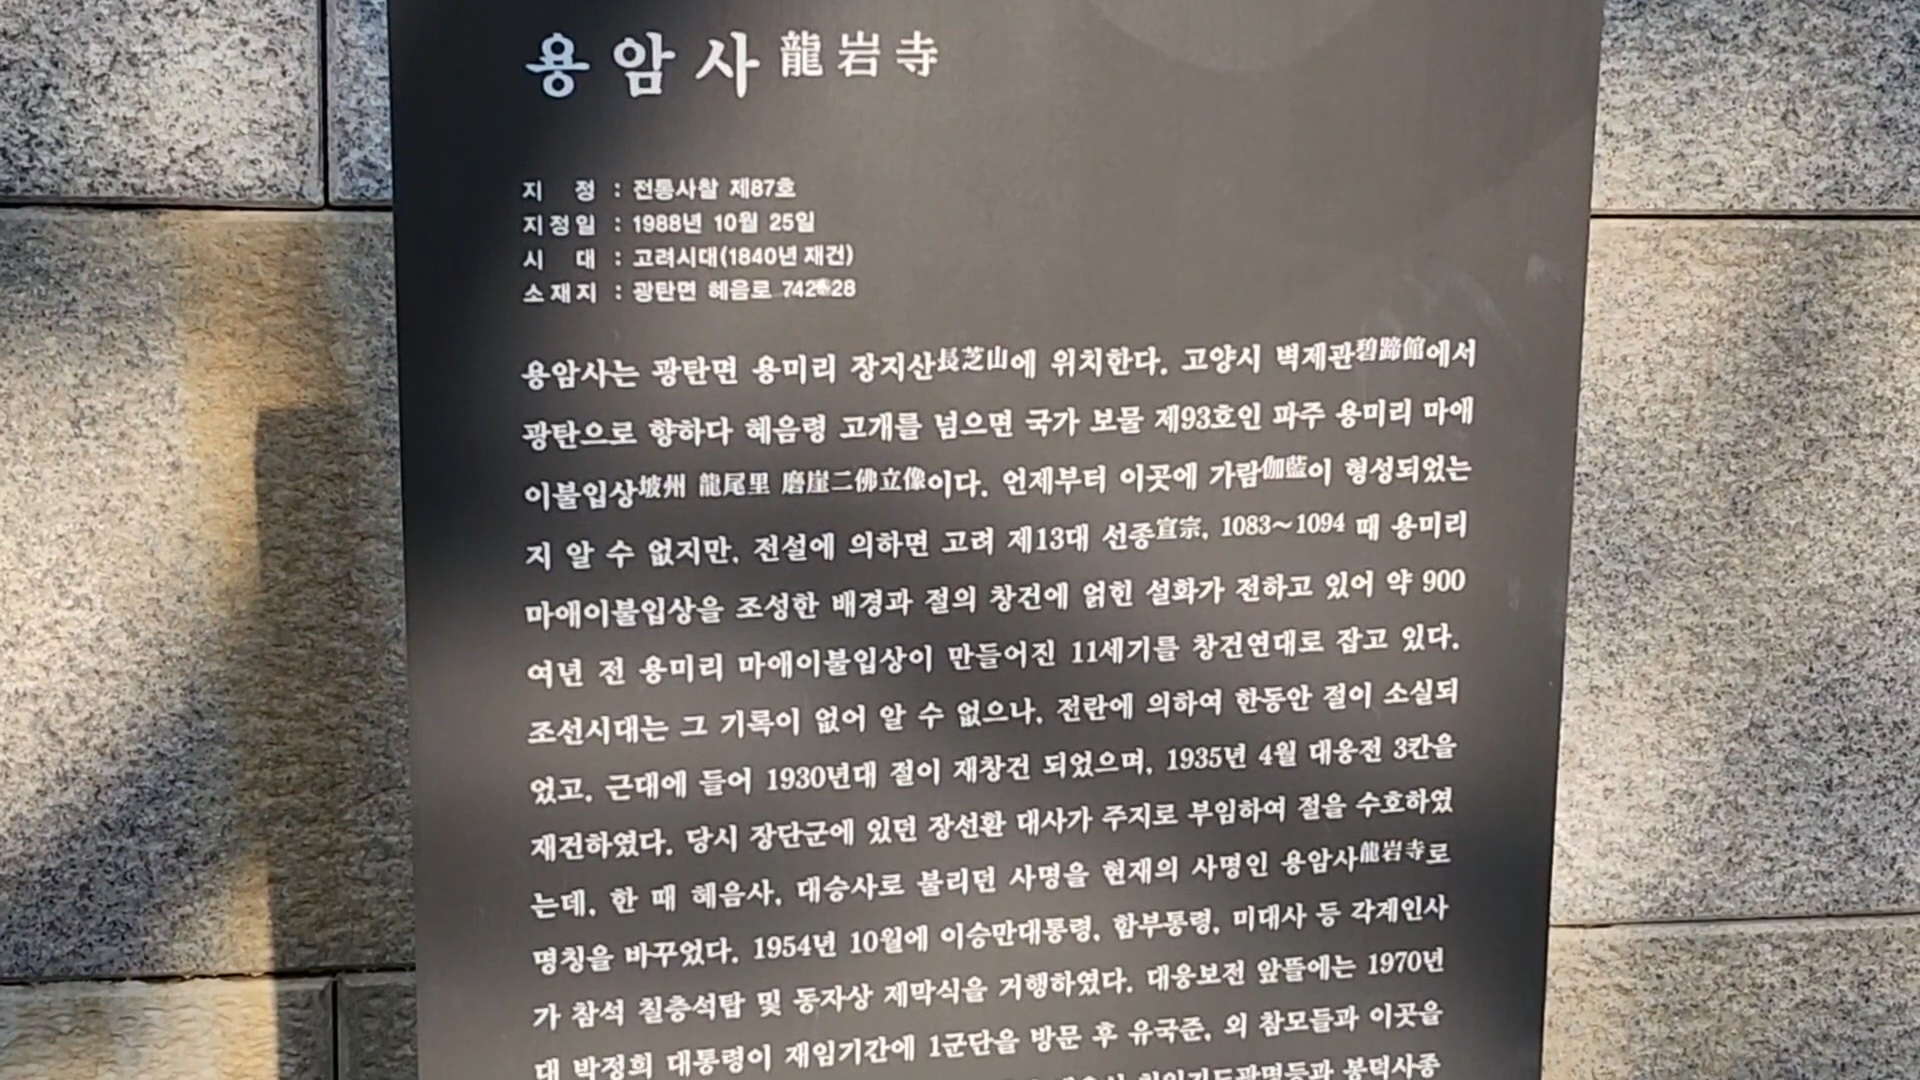 용암사 龍岩寺
지 정 : 전통사찰 제87호
지정일 : 1988년 10월 25일
시 대 : 고려시대(1840년 재건)
소재지 : 광탄면 혜음로 742 28
용암사는 광탄면 용미리 장지산長芝山에 위치한다. 고양시 벽제관碧蹄館에서
광탄으로 향하다 혜음령 고개를 넘으면 국가 보물 제93호인 파주 용미리 마애
이불입상坡州 龍尾里 磨崖二佛立像이다. 언제부터 이곳에 가람伽藍이 형성되었는
지 알 수 없지만, 전설에 의하면 고려 제13대 선종宣宗, 1083~1094 때 용미리
마애이불입상을 조성한 배경과 절의 창건에 얽힌 설화가 전하고 있어 약 900
여년 전 용미리 마애이불입상이 만들어진 11세기를 창건연대로 잡고 있다.
조선시대는 그 기록이 없어 알 수 없으나, 전란에 의하여 한동안 절이 소실되
었고, 근대에 들어 1930년대 절이 재창건 되었으며, 1935년 4월 대웅전 3칸을
재건하였다. 당시 장단군에 있던 장선환 대사가 주지로 부임하여 절을 수호하였
는데, 한 때 혜음사, 대승사로 불리던 사명을 현재의 사명인 용암사龍岩寺로
명칭을 바꾸었다. 1954년 10월에 이승만대통령, 함부통령, 미대사 등 각계인사
가 참석 칠층석탑 및 동자상 제막식을 거행하였다. 대웅보전 앞뜰에는 1970년
대 박정희 대통령이 재임기간에 1군단을 방문 후 유국준, 외 참모들과 이곳을
봉덕사종